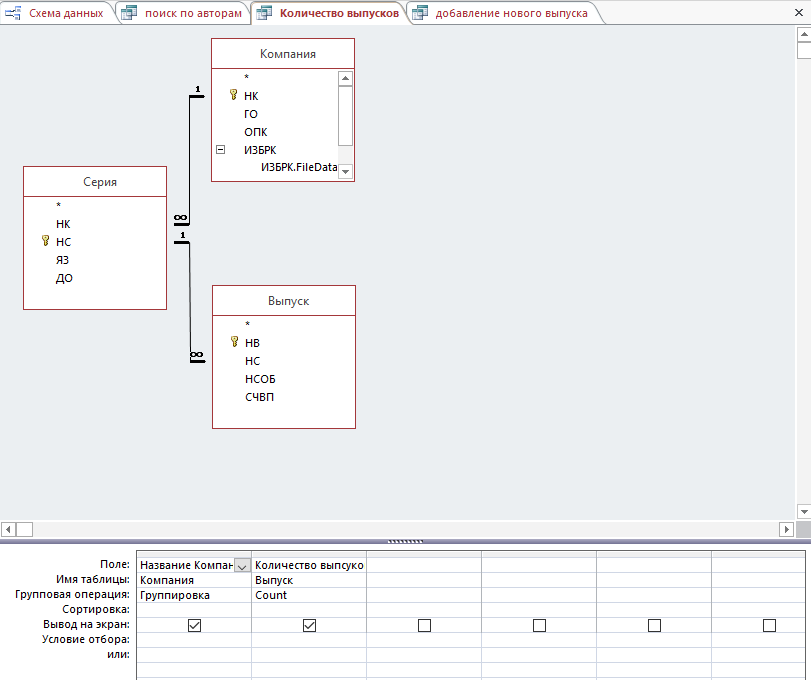 Схема данных
поиск по авторам
Количество выпусков
добавление нового выпуска
Компания
*
НК
ГО
ОПК
ИЗБРК
ИЗБРК.FileData
1
∞
Серия
*
НК
НС
ЯЗ
ДО
1
∞
Выпуск
*
НВ
НС
НСОБ
СЧВП
Поле: Название Компан Количество выпсуко
Имя таблицы: Компания Выпуск
Групповая операция: Группировка Count
Сортировка:
Вывод на экран:
Условие отбора:
или: